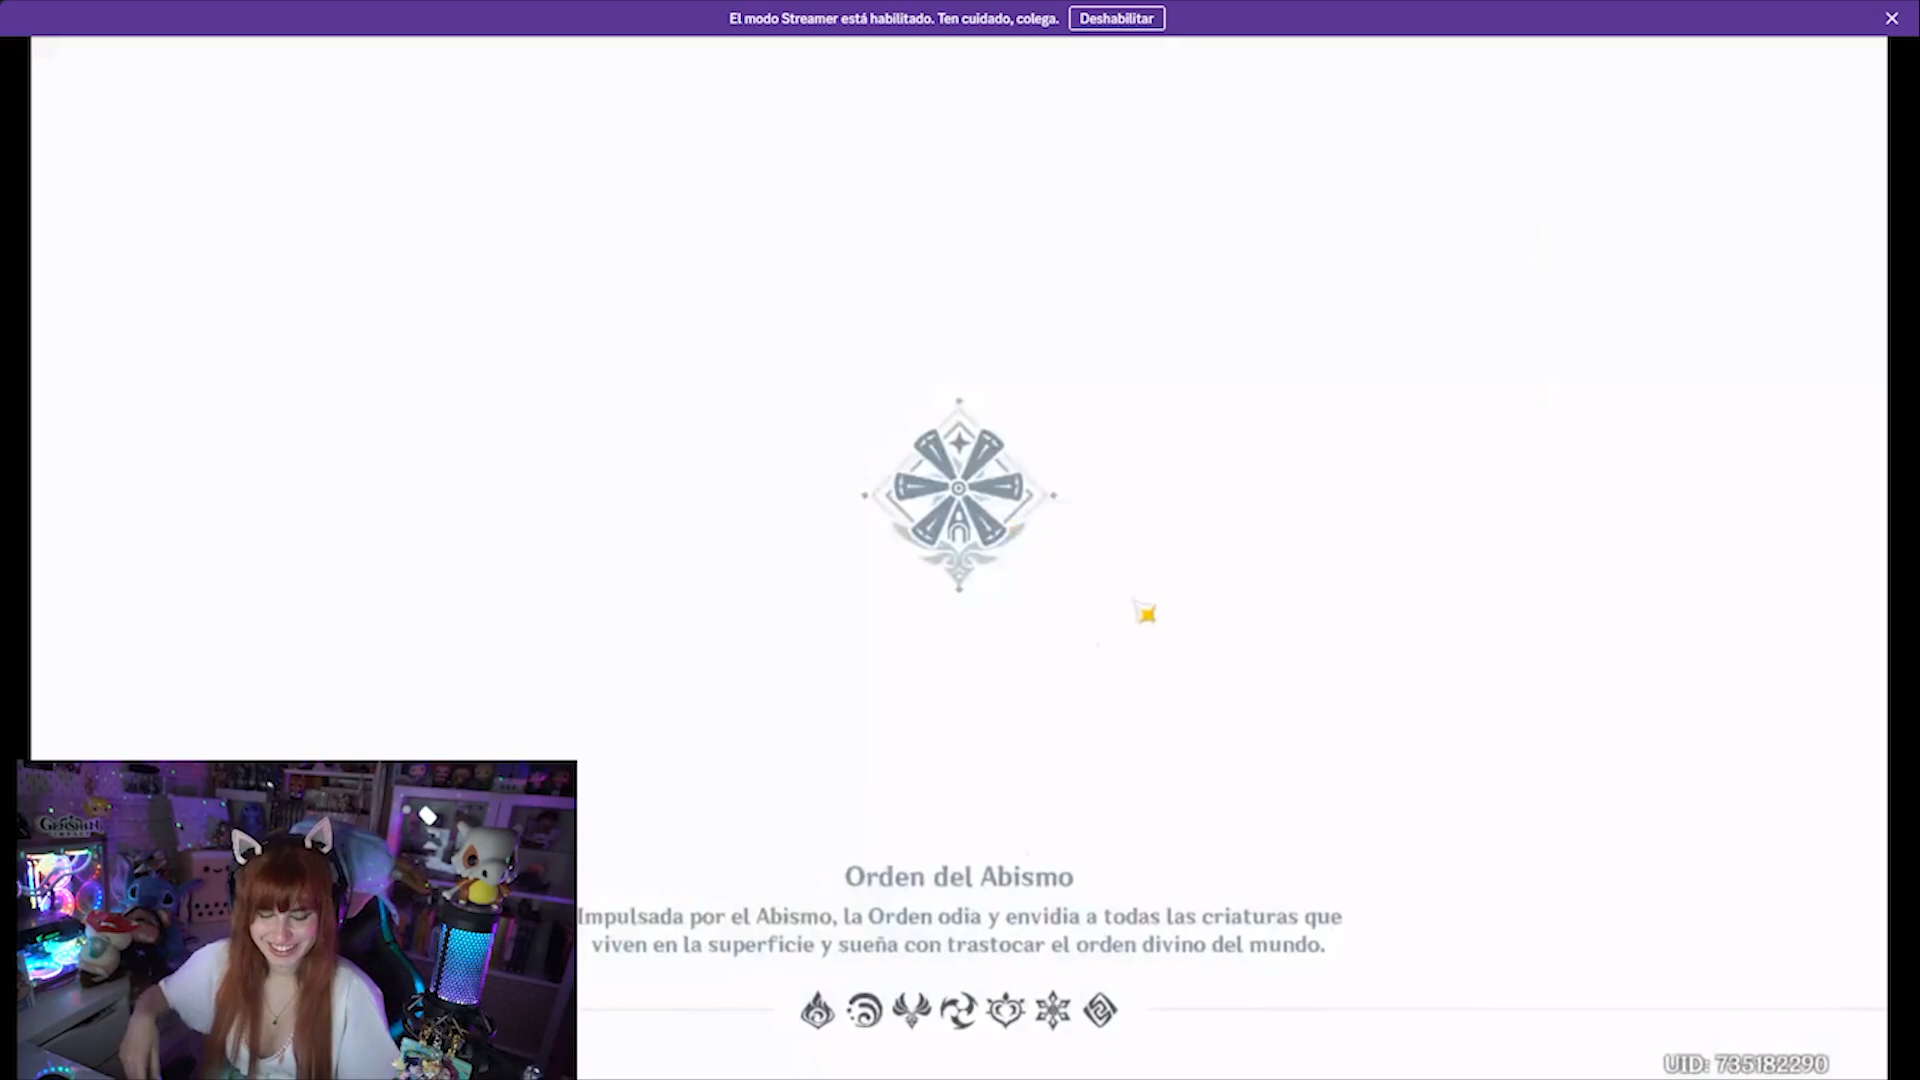 El modo Streamer está habilitado. Ten cuidado, colega. Deshabilitar
GENSHIN
IMPACT
Orden del Abismo
Impulsada por el Abismo, la Orden odia y envidia a todas las criaturas que
viven en la superficie y sueña con trastocar el orden divino del mundo.
UID: 735182290